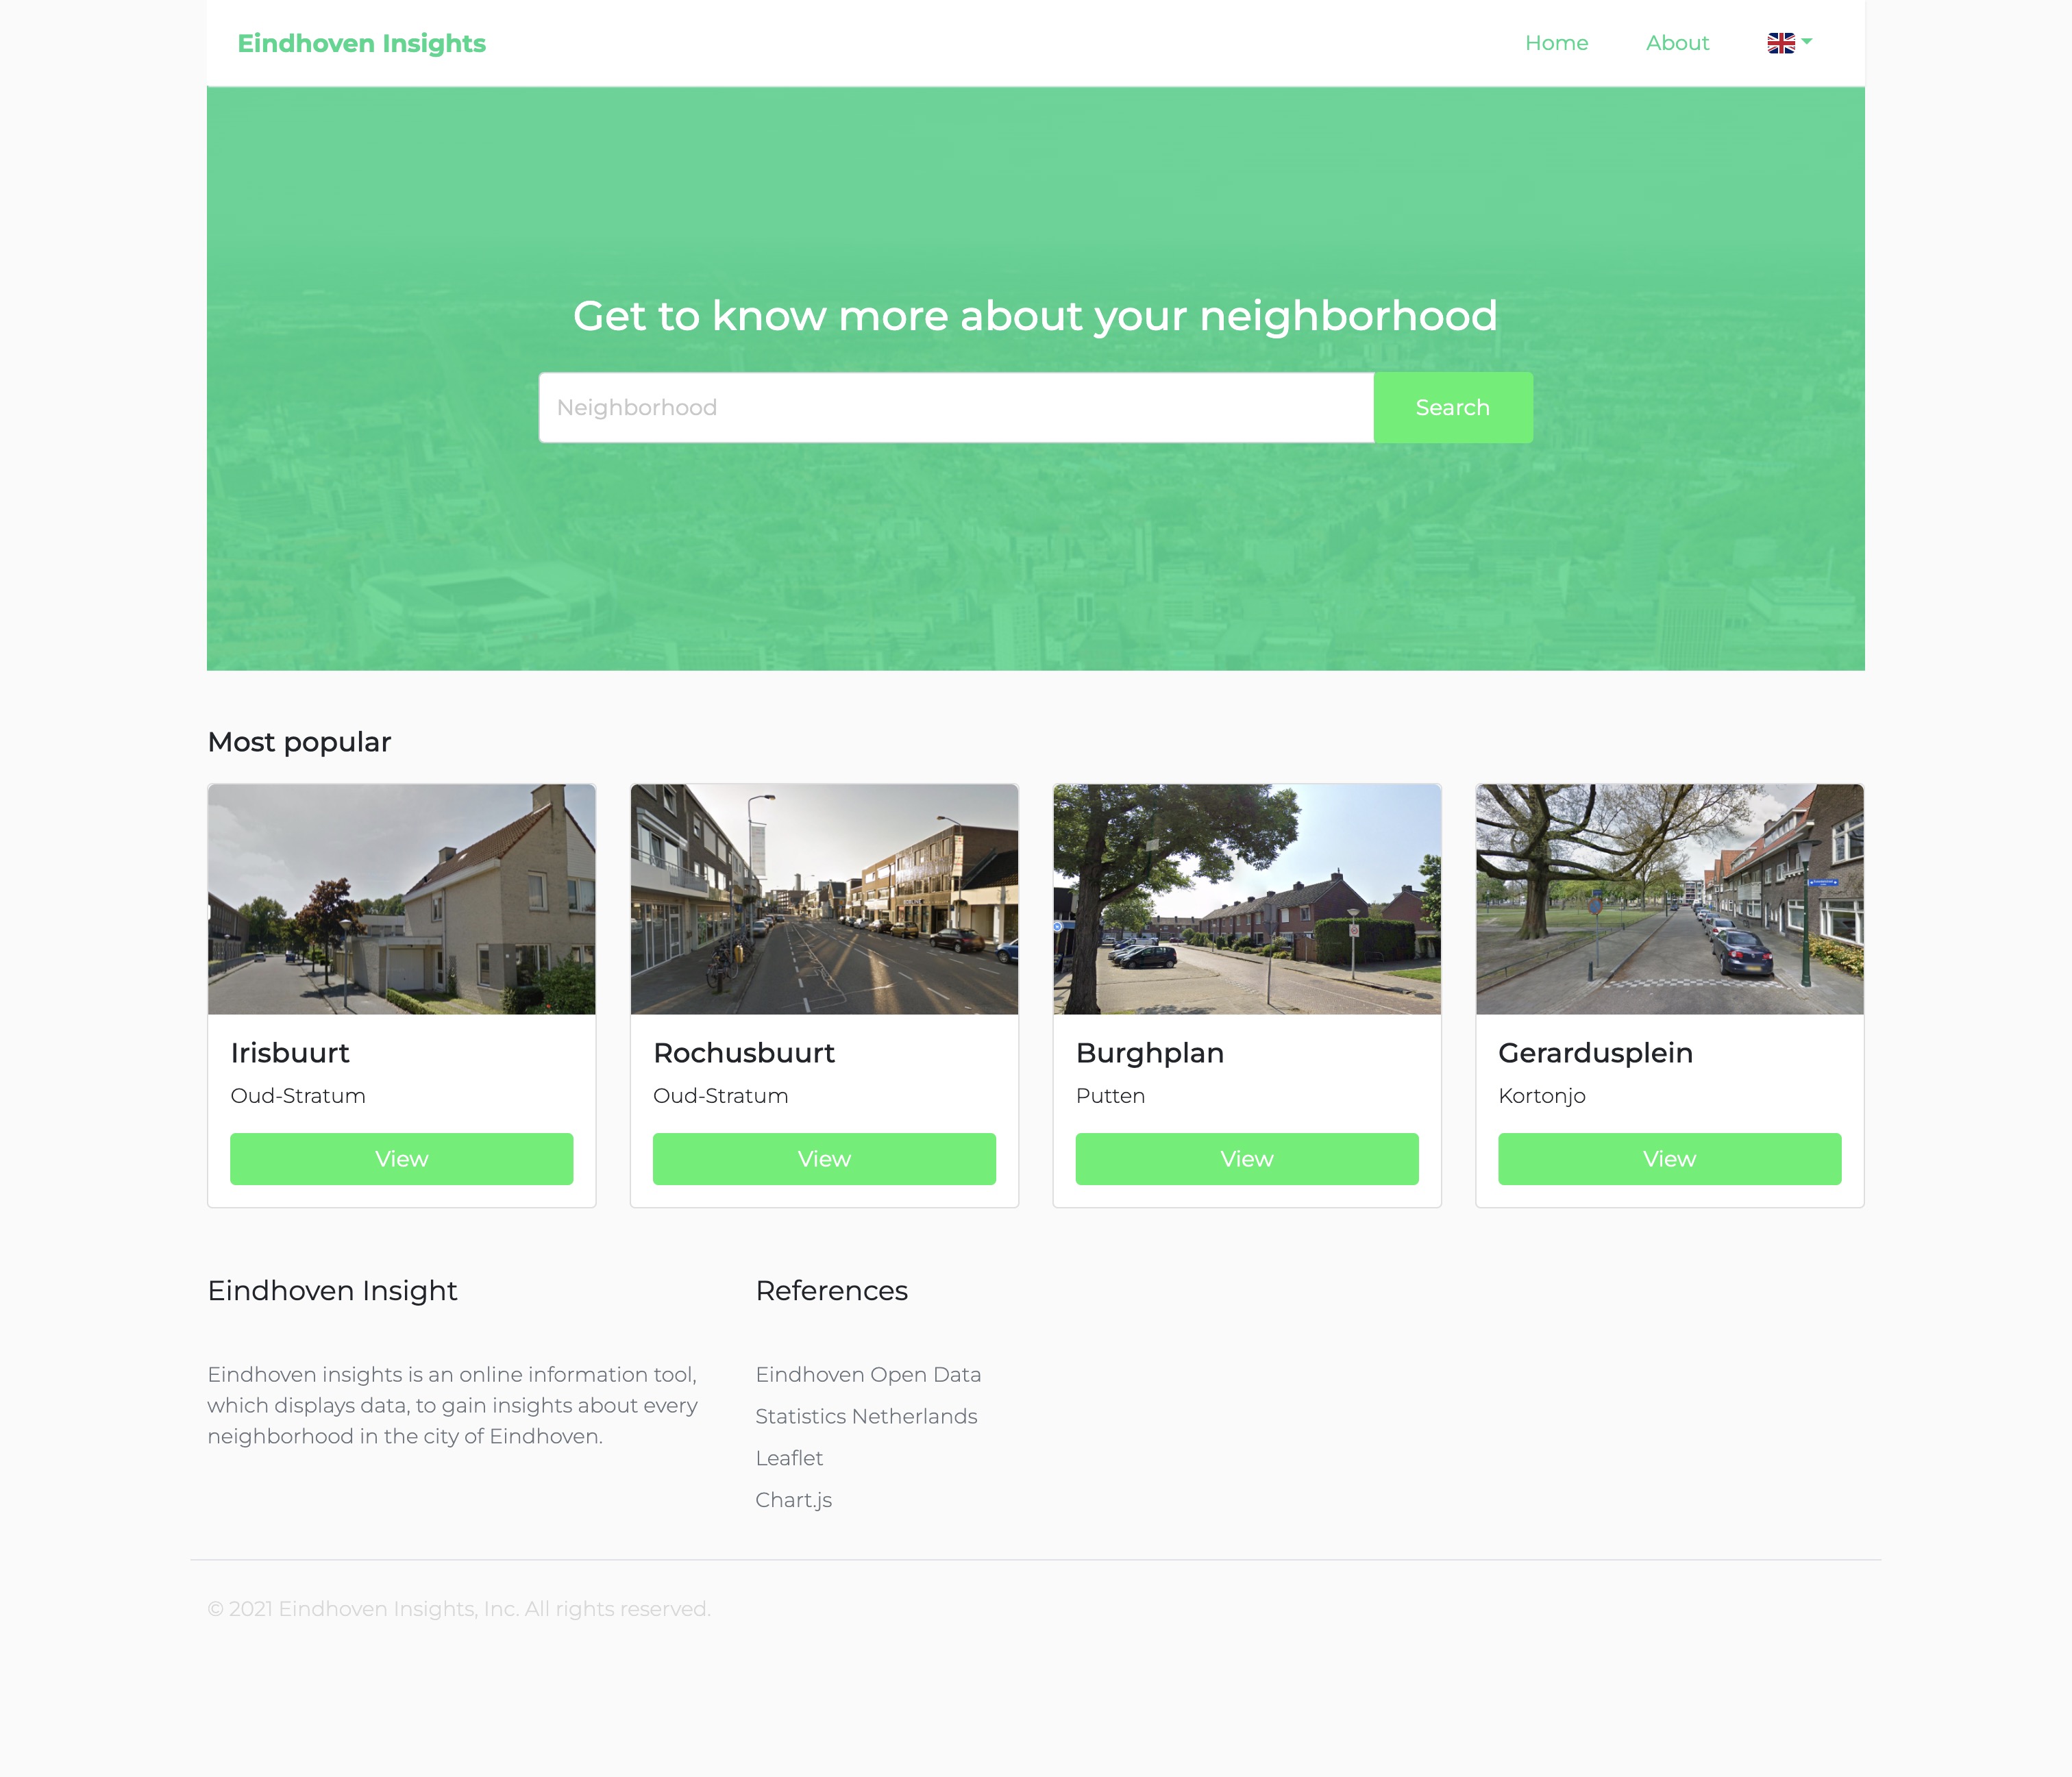 Eindhoven Insights
Home
About
Get to know more about your neighborhood
Neighborhood
Search
Most popular
Irisbuurt
Oud-Stratum
View
Rochusbuurt
Oud-Stratum
View
Burghplan
Putten
View
Gerardusplein
Kortonjo
View
Eindhoven Insight
Eindhoven insights is an online information tool,
which displays data, to gain insights about every
neighborhood in the city of Eindhoven.
References
Eindhoven Open Data
Statistics Netherlands
Leaflet
Chart.js
© 2021 Eindhoven Insights, Inc. All rights reserved.